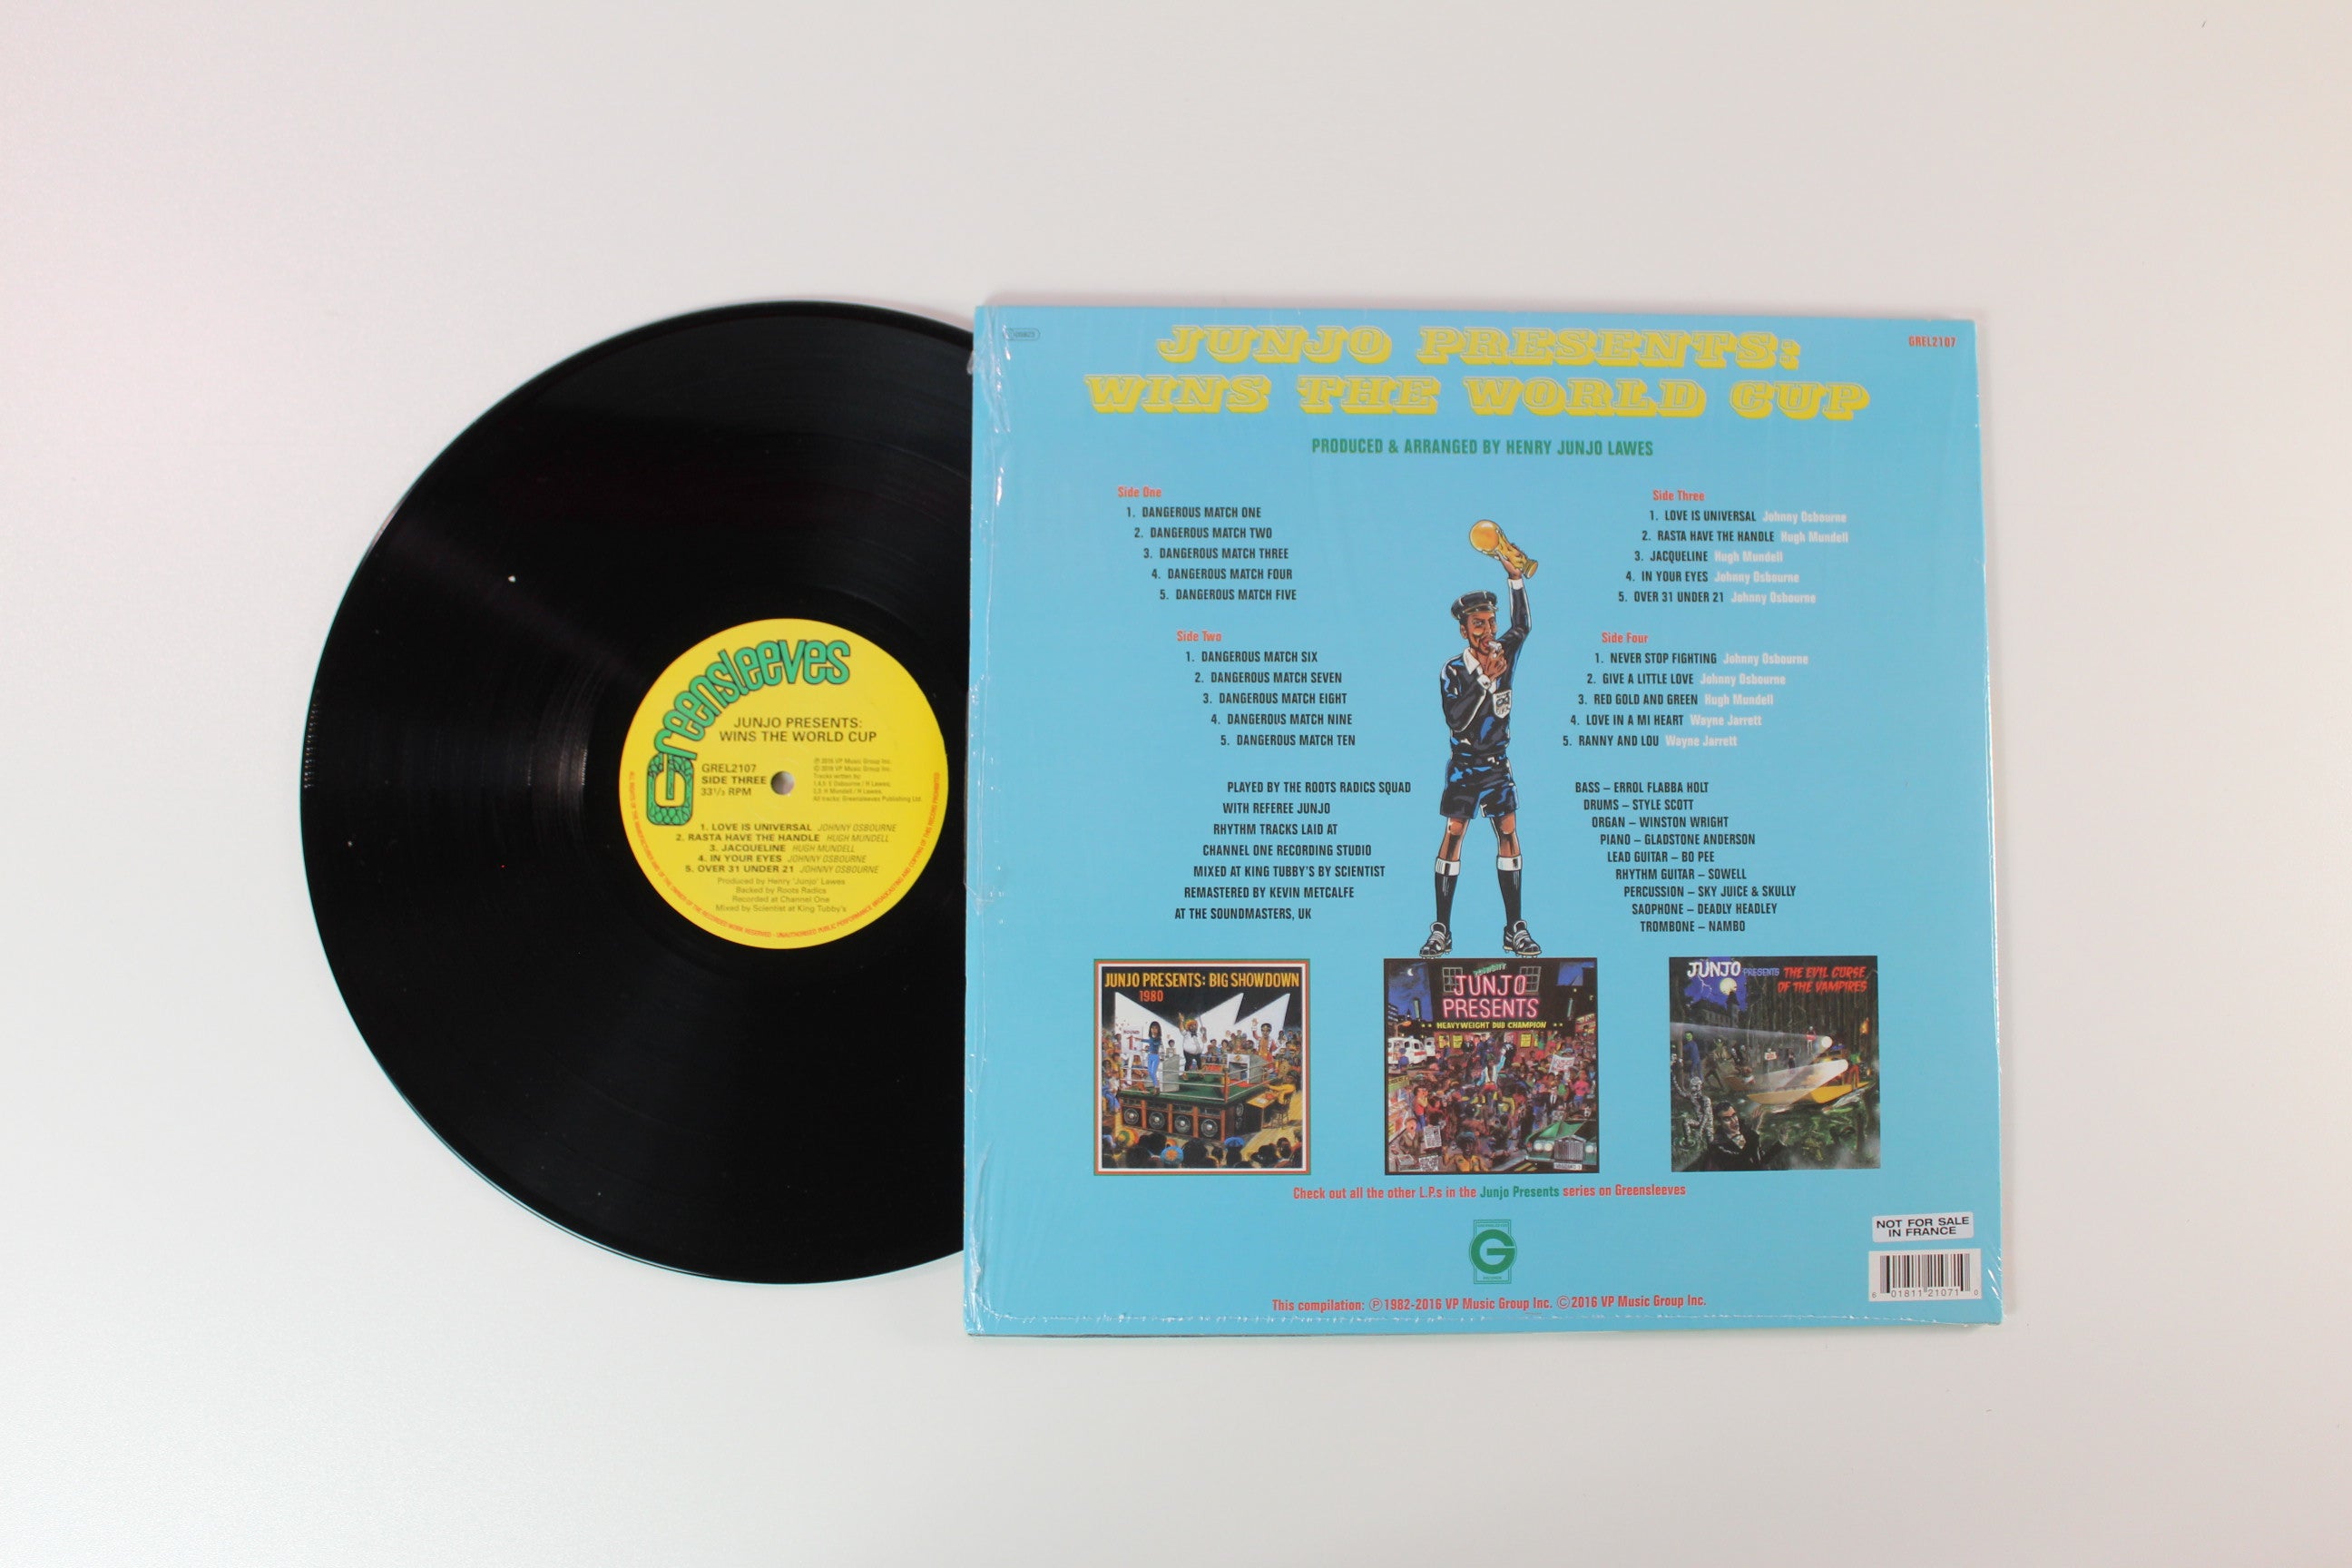 Greensleeves
JUNJO PRESENTS:
WINS THE WORLD CUP
GREL2107
SIDE THREE
33 1/3 RPM
1. LOVE IS UNIVERSAL JOHNNY OSBOURNE
2. RASTA HAVE THE HANDLE HUGH MUNDELL
3. JACQUELINE HUGH MUNDELL
4. IN YOUR EYES JOHNNY OSBOURNE
5. OVER 31 UNDER 21 JOHNNY OSBOURNE
Produced by Henry 'Junjo' Lawes
Backed by Roots Radics
Recorded at Channel One
Mixed by Scientist at King Tubby's
JUNJO PRESENTS:
WINS THE WORLD CUP
GREL2107
PRODUCED & ARRANGED BY HENRY JUNJO LAWES
Side One
1. DANGEROUS MATCH ONE
2. DANGEROUS MATCH TWO
3. DANGEROUS MATCH THREE
4. DANGEROUS MATCH FOUR
5. DANGEROUS MATCH FIVE
Side Two
1. DANGEROUS MATCH SIX
2. DANGEROUS MATCH SEVEN
3. DANGEROUS MATCH EIGHT
4. DANGEROUS MATCH NINE
5. DANGEROUS MATCH TEN
PLAYED BY THE ROOTS RADICS SQUAD
WITH REFEREE JUNJO
RHYTHM TRACKS LAID AT
CHANNEL ONE RECORDING STUDIO
MIXED AT KING TUBBY'S BY SCIENTIST
REMASTERED BY KEVIN METCALFE
AT THE SOUNDMASTERS, UK
Side Three
1. LOVE IS UNIVERSAL Johnny Osbourne
2. RASTA HAVE THE HANDLE Hugh Mundell
3. JACQUELINE Hugh Mundell
4. IN YOUR EYES Johnny Osbourne
5. OVER 31 UNDER 21 Johnny Osbourne
Side Four
1. NEVER STOP FIGHTING Johnny Osbourne
2. GIVE A LITTLE LOVE Johnny Osbourne
3. RED GOLD AND GREEN Hugh Mundell
4. LOVE IN A MI HEART Wayne Jarrett
5. RANNY AND LOU Wayne Jarrett
BASS – ERROL FLABBA HOLT
DRUMS – STYLE SCOTT
ORGAN – WINSTON WRIGHT
PIANO – GLADSTONE ANDERSON
LEAD GUITAR – BO PEE
RHYTHM GUITAR – SOWELL
PERCUSSION – SKY JUICE & SKULLY
SAOPHONE – DEADLY HEADLEY
TROMBONE – NAMBO
JUNJO PRESENTS: BIG SHOWDOWN
1980
JUNJO
PRESENTS
HEAVYWEIGHT DUB CHAMPION
JUNJO PRESENTS THE EVIL CURSE
OF THE VAMPIRES
Check out all the other L.P.s in the Junjo Presents series on Greensleeves
G
NOT FOR SALE
IN FRANCE
6 01811 21071 0
This compilation: ℗1982-2016 VP Music Group Inc. ©2016 VP Music Group Inc.